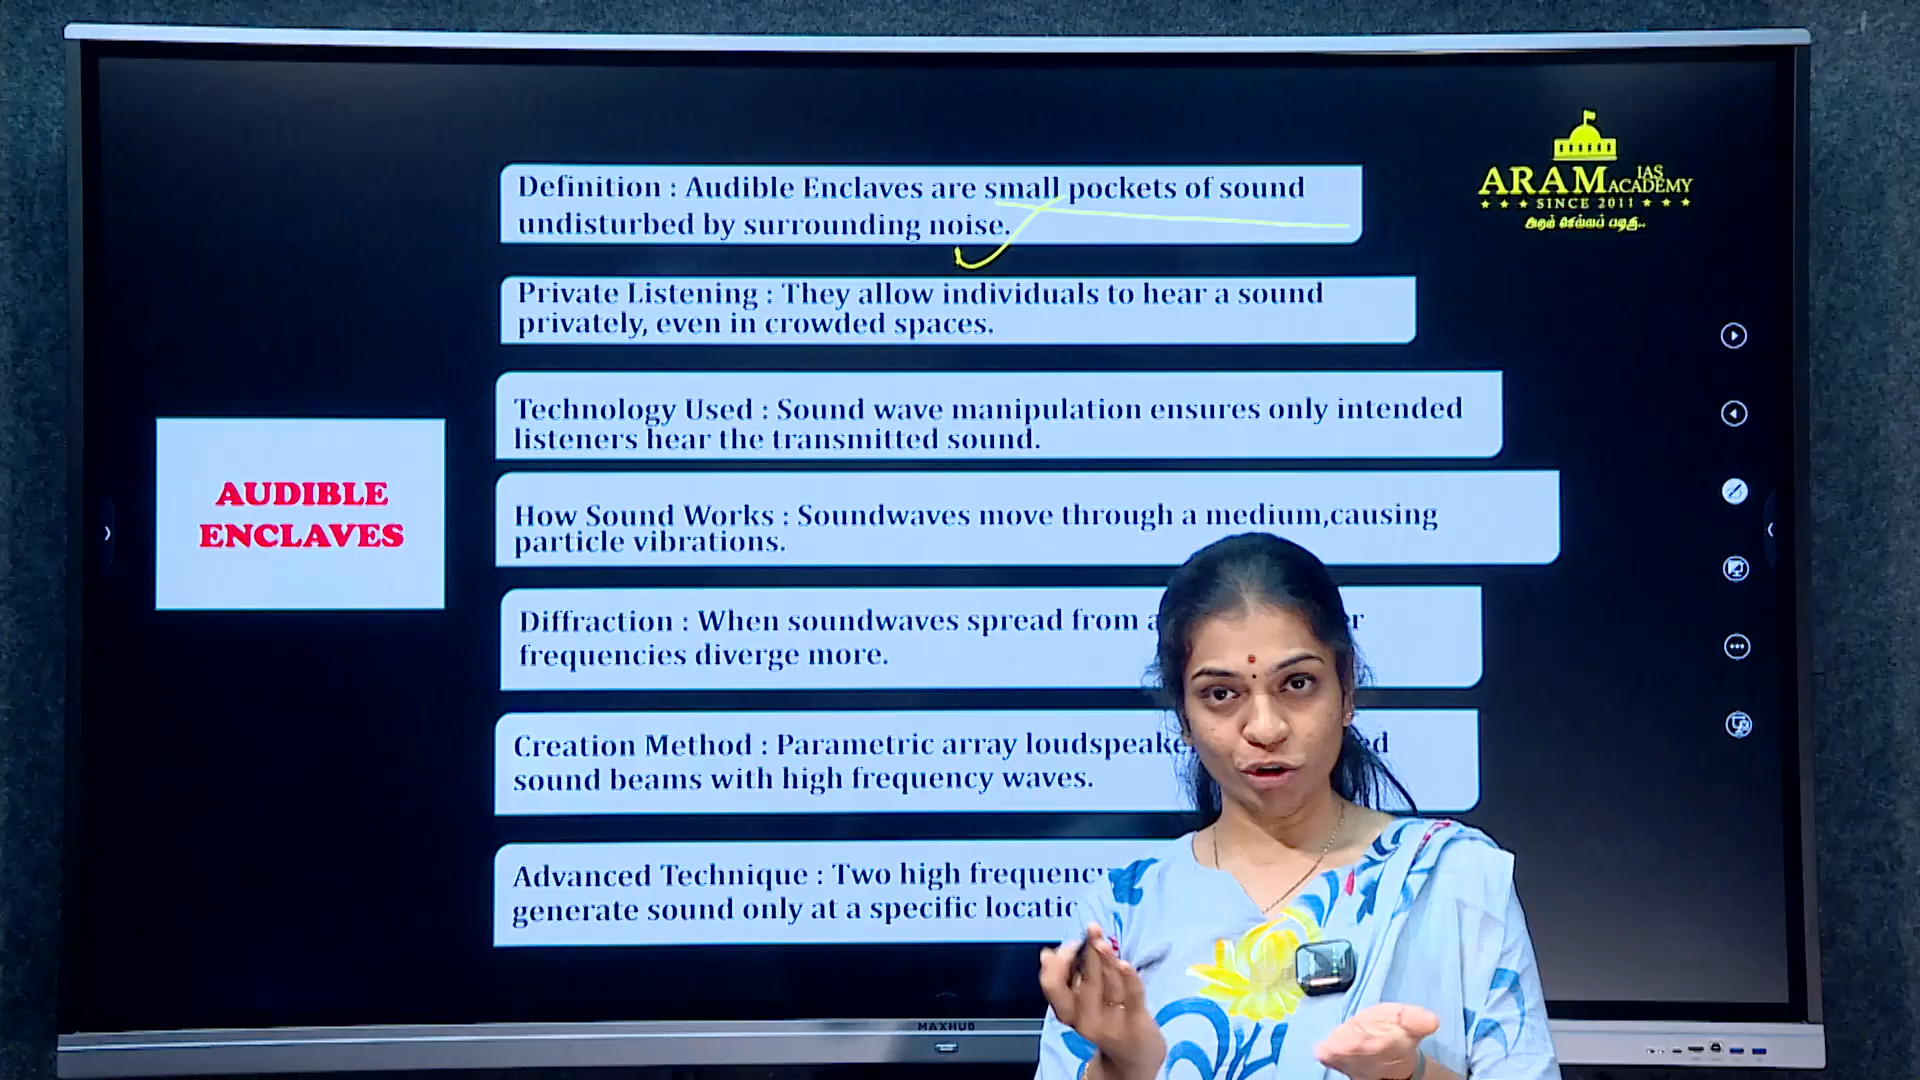 Definition : Audible Enclaves are small pockets of sound
undisturbed by surrounding noise.
Private Listening : They allow individuals to hear a sound
privately, even in crowded spaces.
Technology Used : Sound wave manipulation ensures only intended
listeners hear the transmitted sound.
AUDIBLE
ENCLAVES
How Sound Works : Soundwaves move through a medium,causing
particle vibrations.
Diffraction : When soundwaves spread from
frequencies diverge more.
Creation Method : Parametric array
sound beams with high frequency waves.
Advanced Technique : Two high
generate sound only at a specific
ARAM IAS ACADEMY
SINCE 2011
MAXHUB